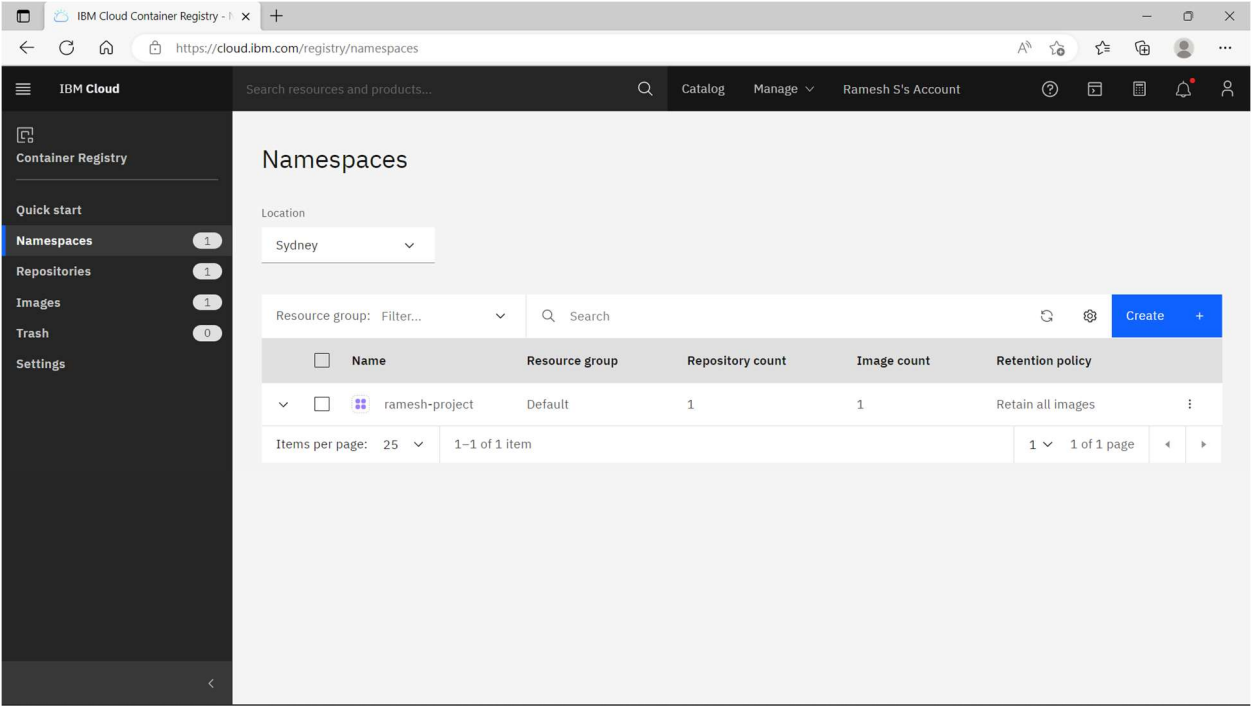 IBM Cloud Container Registry - N
https://cloud.ibm.com/registry/namespaces
IBM Cloud
Search resources and products...
Catalog
Manage
Ramesh S's Account
Container Registry
Quick start
Namespaces 1
Repositories 1
Images 1
Trash 0
Settings
Namespaces
Location
Sydney
Resource group: Filter...
Search
Create +
Name Resource group Repository count Image count Retention policy
ramesh-project Default 1 1 Retain all images
Items per page: 25 1–1 of 1 item 1 1 of 1 page